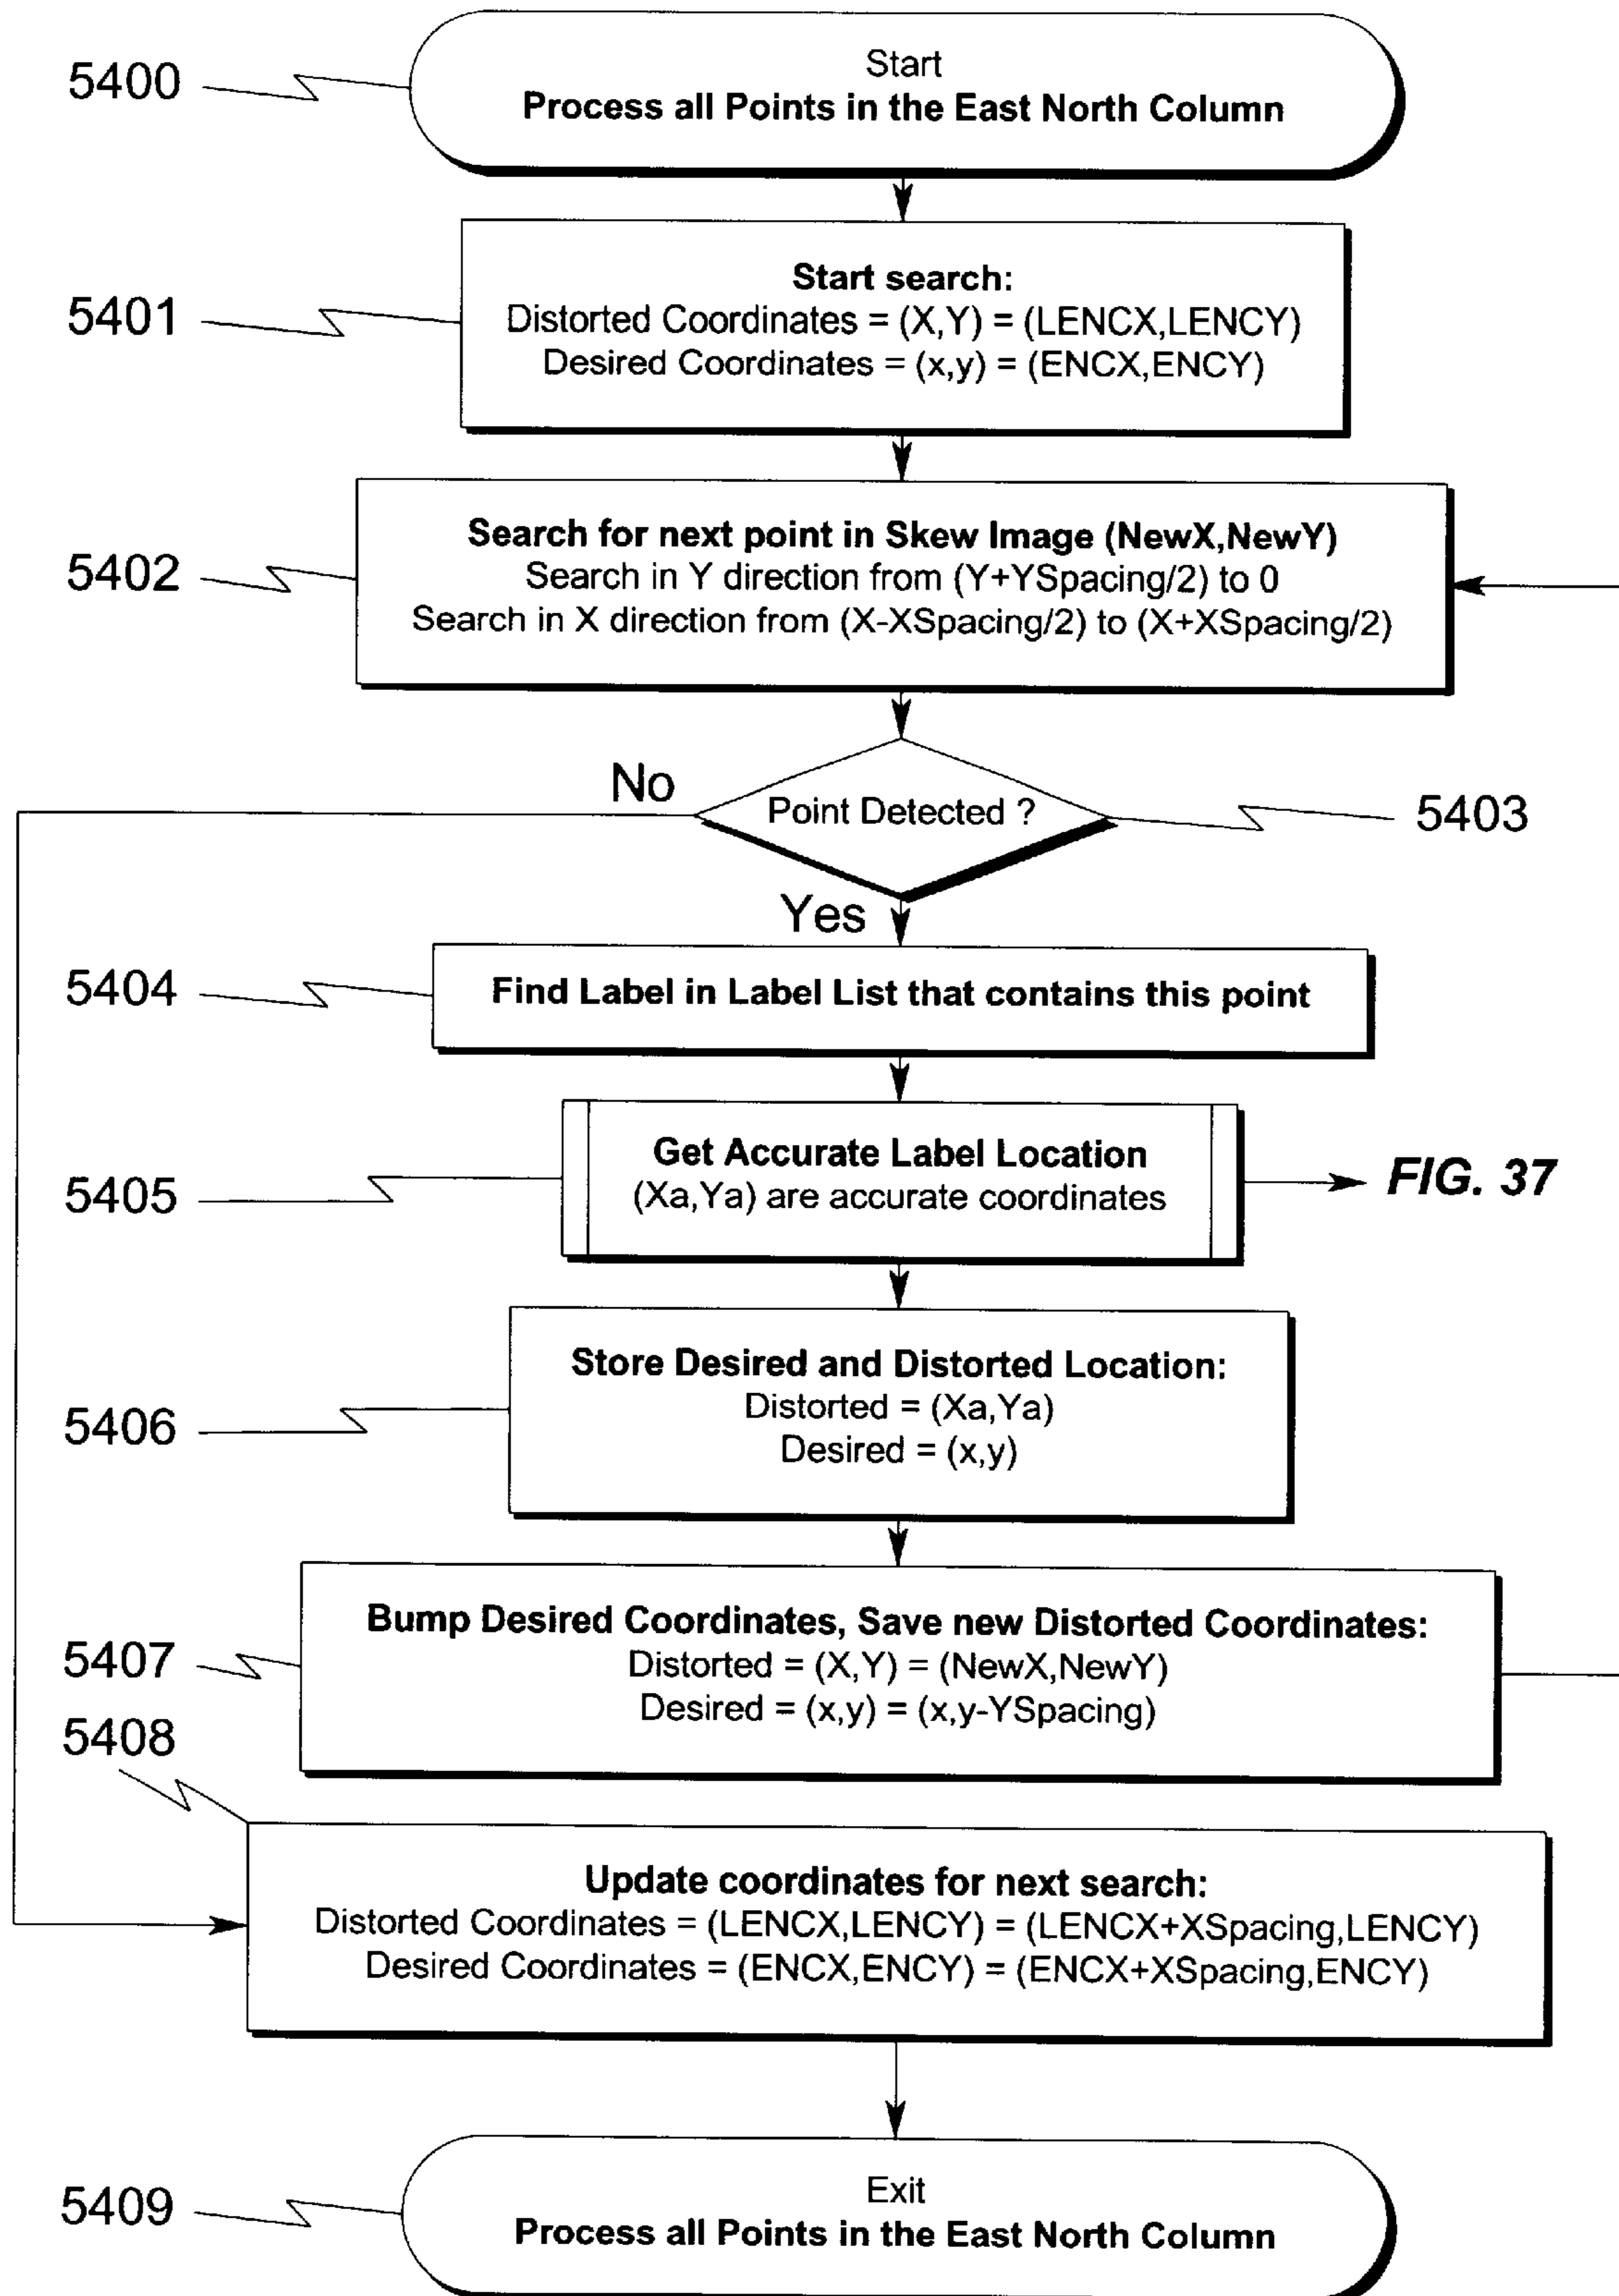 5400
Start
Process all Points in the East North Column
5401
Start search:
Distorted Coordinates = (X,Y) = (LENCX,LENCY)
Desired Coordinates = (x,y) = (ENCX,ENCY)
5402
Search for next point in Skew Image (NewX,NewY)
Search in Y direction from (Y+YSpacing/2) to 0
Search in X direction from (X-XSpacing/2) to (X+XSpacing/2)
No
Point Detected ?
5403
Yes
5404
Find Label in Label List that contains this point
5405
Get Accurate Label Location
(Xa,Ya) are accurate coordinates
FIG. 37
5406
Store Desired and Distorted Location:
Distorted = (Xa,Ya)
Desired = (x,y)
5407
Bump Desired Coordinates, Save new Distorted Coordinates:
Distorted = (X,Y) = (NewX,NewY)
Desired = (x,y) = (x,y-YSpacing)
5408
Update coordinates for next search:
Distorted Coordinates = (LENCX,LENCY) = (LENCX+XSpacing,LENCY)
Desired Coordinates = (ENCX,ENCY) = (ENCX+XSpacing,ENCY)
5409
Exit
Process all Points in the East North Column